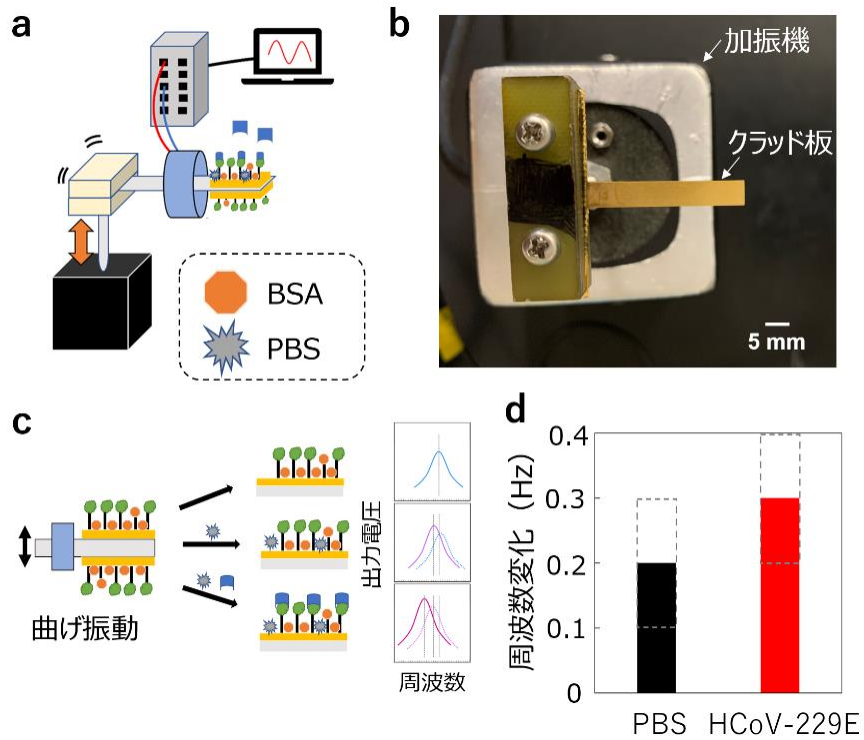 a
BSA
PBS
b
加振機
クラッド板
5 mm
c
曲げ振動
出力電圧
周波数
d
周波数変化 (Hz)
0.4
0.3
0.2
0.1
0
PBS
HCoV-229E